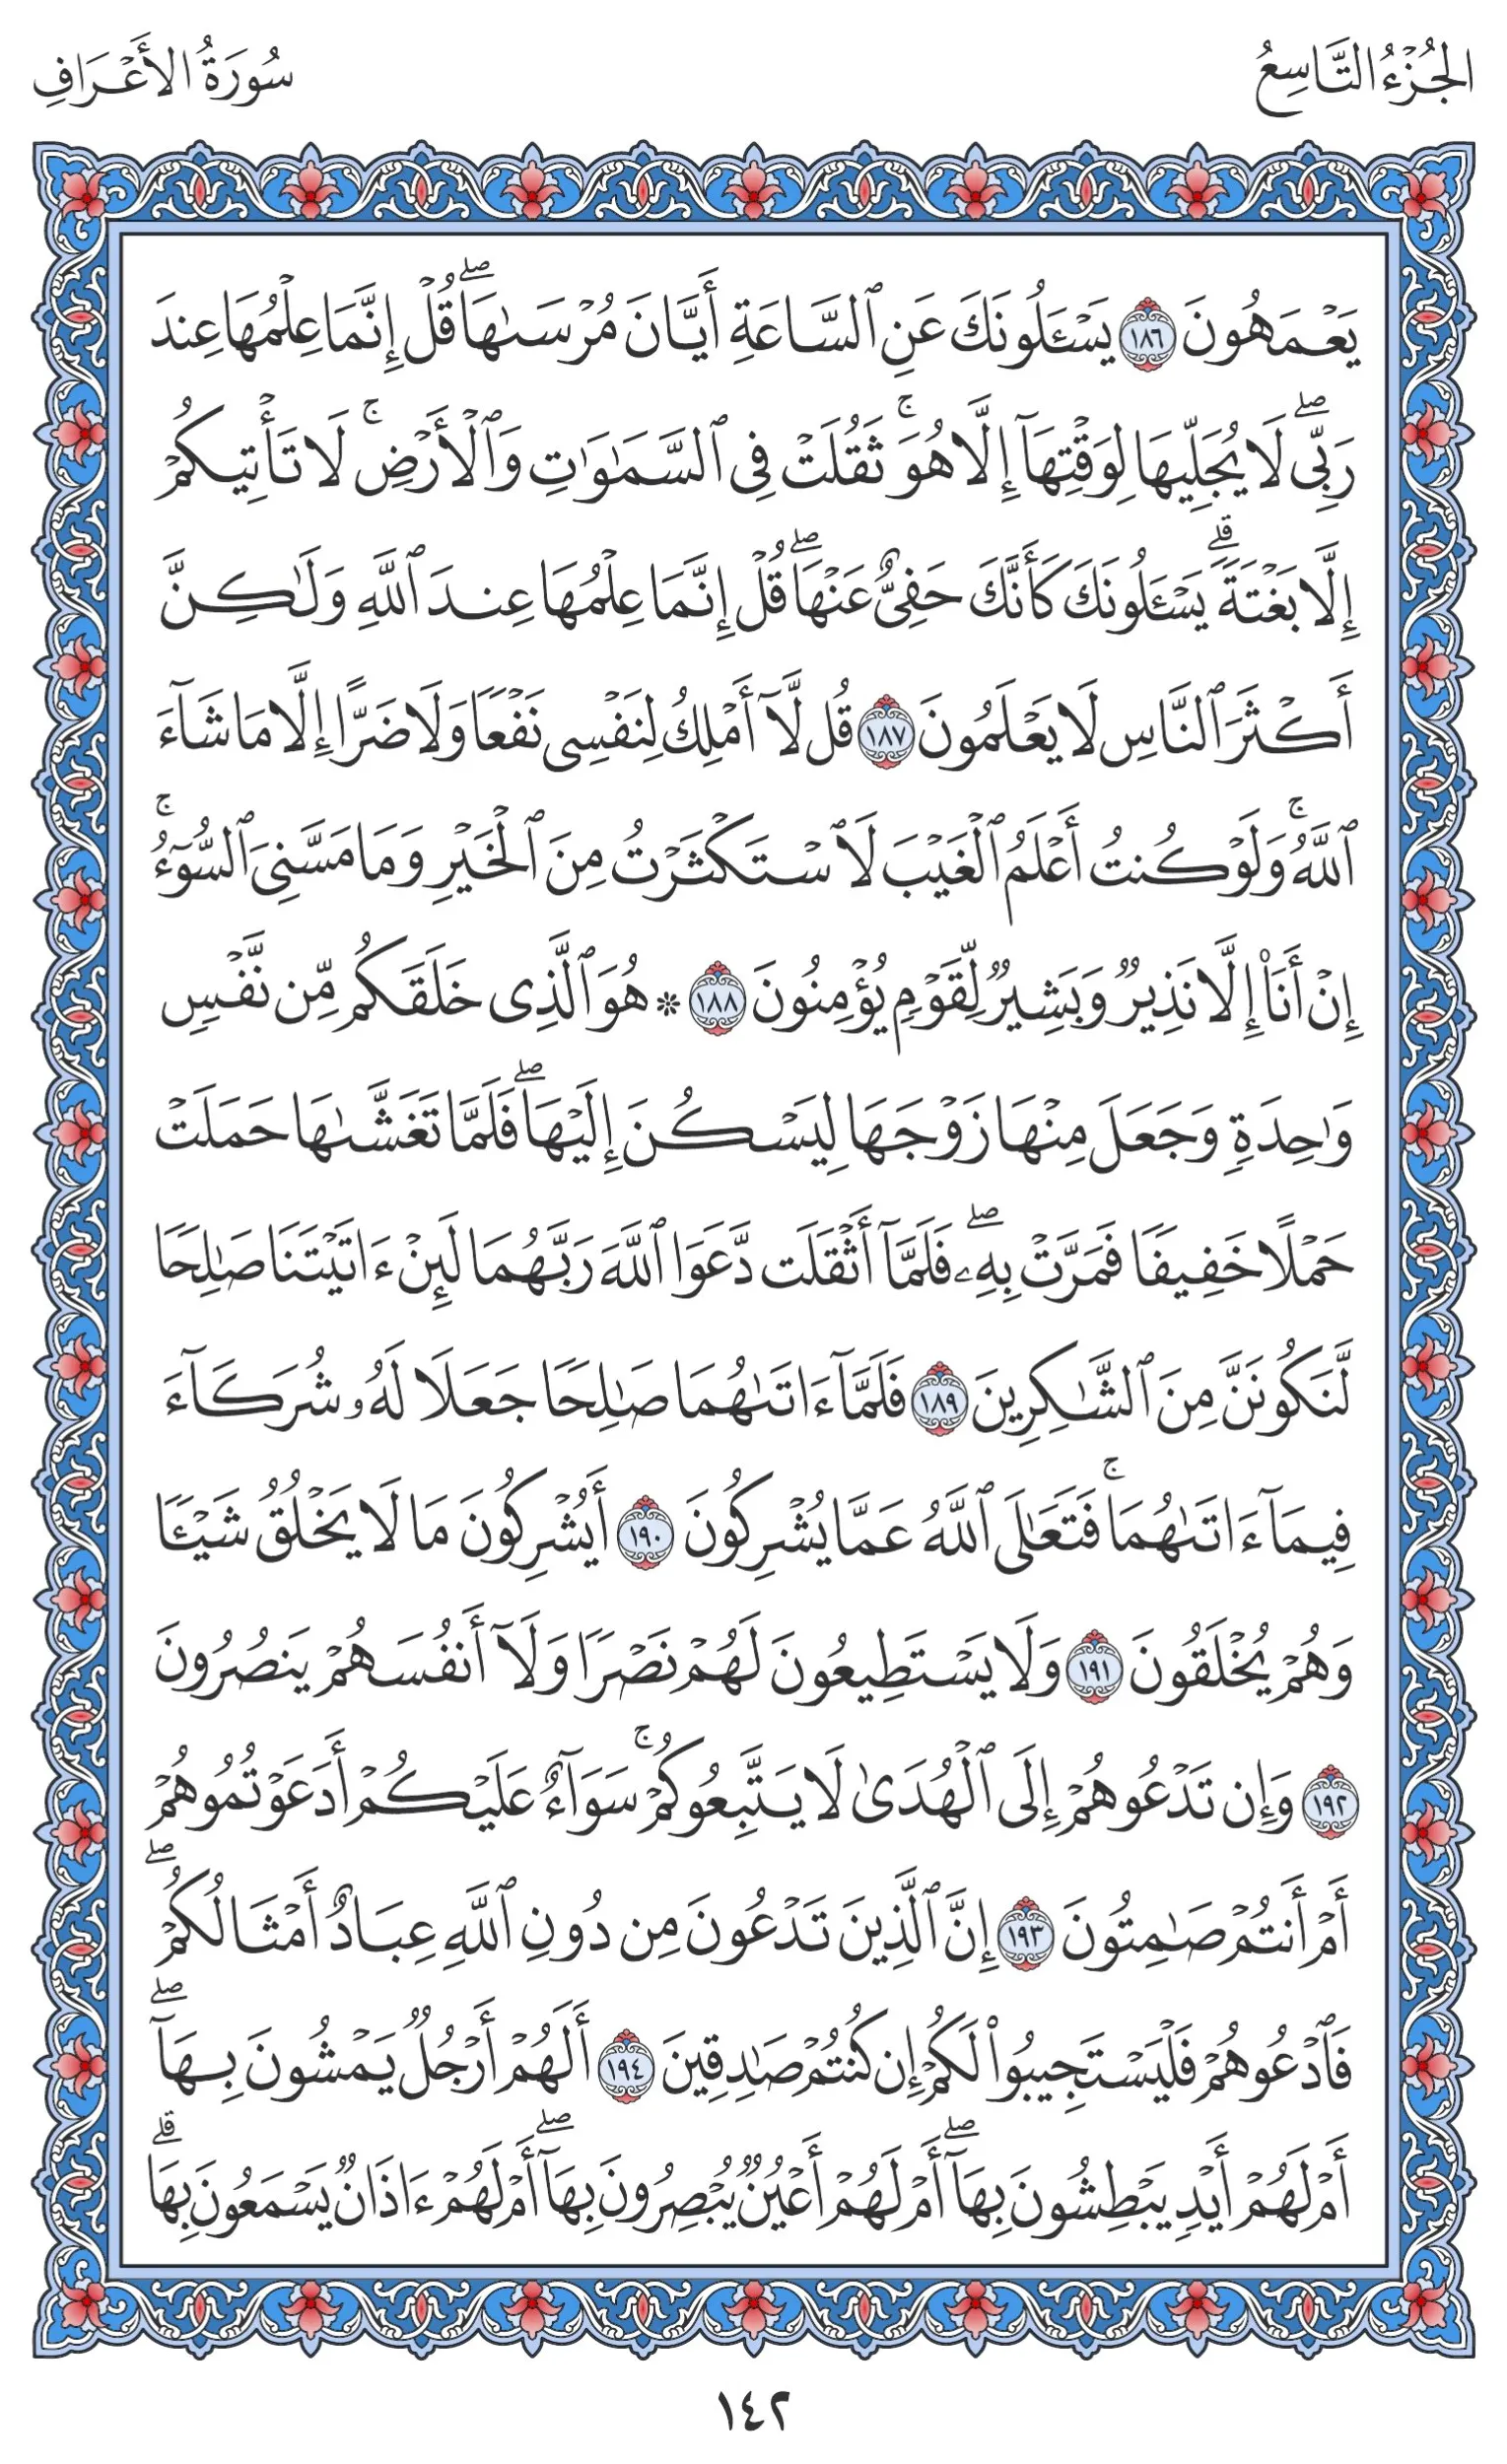 الجُزْءُ التَّاسِعُ
سُورَةُ الأَعْرَافِ
يَعْمَهُونَ ١٨٦ يَسْـَٔلُونَكَ عَنِ ٱلسَّاعَةِ أَيَّانَ مُرْسَىٰهَاۖ قُلْ إِنَّمَا عِلْمُهَا عِندَ
رَبِّىۖ لَا يُجَلِّيهَا لِوَقْتِهَآ إِلَّا هُوَۚ ثَقُلَتْ فِى ٱلسَّمَٰوَٰتِ وَٱلْأَرْضِۚ لَا تَأْتِيكُمْ
إِلَّا بَغْتَةًۗ يَسْـَٔلُونَكَ كَأَنَّكَ حَفِىٌّ عَنْهَاۖ قُلْ إِنَّمَا عِلْمُهَا عِندَ ٱللَّهِ وَلَٰكِنَّ
أَكْثَرَ ٱلنَّاسِ لَا يَعْلَمُونَ ١٨٧ قُل لَّآ أَمْلِكُ لِنَفْسِى نَفْعًا وَلَا ضَرًّا إِلَّا مَا شَآءَ
ٱللَّهُۚ وَلَوْ كُنتُ أَعْلَمُ ٱلْغَيْبَ لَٱسْتَكْثَرْتُ مِنَ ٱلْخَيْرِ وَمَا مَسَّنِىَ ٱلسُّوٓءُۚ
إِنْ أَنَا۠ إِلَّا نَذِيرٌ وَبَشِيرٌ لِّقَوْمٍ يُؤْمِنُونَ ١٨٨ ۞ هُوَ ٱلَّذِى خَلَقَكُم مِّن نَّفْسٍ
وَٰحِدَةٍ وَجَعَلَ مِنْهَا زَوْجَهَا لِيَسْكُنَ إِلَيْهَاۖ فَلَمَّا تَغَشَّىٰهَا حَمَلَتْ
حَمْلًا خَفِيفًا فَمَرَّتْ بِهِۦۖ فَلَمَّآ أَثْقَلَت دَّعَوَا ٱللَّهَ رَبَّهُمَا لَئِنْ ءَاتَيْتَنَا صَٰلِحًا
لَّنَكُونَنَّ مِنَ ٱلشَّٰكِرِينَ ١٨٩ فَلَمَّآ ءَاتَىٰهُمَا صَٰلِحًا جَعَلَا لَهُۥ شُرَكَآءَ
فِيمَآ ءَاتَىٰهُمَاۚ فَتَعَٰلَى ٱللَّهُ عَمَّا يُشْرِكُونَ ١٩٠ أَيُشْرِكُونَ مَا لَا يَخْلُقُ شَيْـًٔا
وَهُمْ يُخْلَقُونَ ١٩١ وَلَا يَسْتَطِيعُونَ لَهُمْ نَصْرًا وَلَآ أَنفُسَهُمْ يَنصُرُونَ
١٩٢ وَإِن تَدْعُوهُمْ إِلَى ٱلْهُدَىٰ لَا يَتَّبِعُوكُمْۚ سَوَآءٌ عَلَيْكُمْ أَدَعَوْتُمُوهُمْ
أَمْ أَنتُمْ صَٰمِتُونَ ١٩٣ إِنَّ ٱلَّذِينَ تَدْعُونَ مِن دُونِ ٱللَّهِ عِبَادٌ أَمْثَالُكُمْۖ
فَٱدْعُوهُمْ فَلْيَسْتَجِيبُوا۟ لَكُمْ إِن كُنتُمْ صَٰدِقِينَ ١٩٤ أَلَهُمْ أَرْجُلٌ يَمْشُونَ بِهَآۖ
أَمْ لَهُمْ أَيْدٍ يَبْطِشُونَ بِهَآۖ أَمْ لَهُمْ أَعْيُنٌ يُبْصِرُونَ بِهَآۖ أَمْ لَهُمْ ءَاذَانٌ يَسْمَعُونَ بِهَاۗ
١٤٢